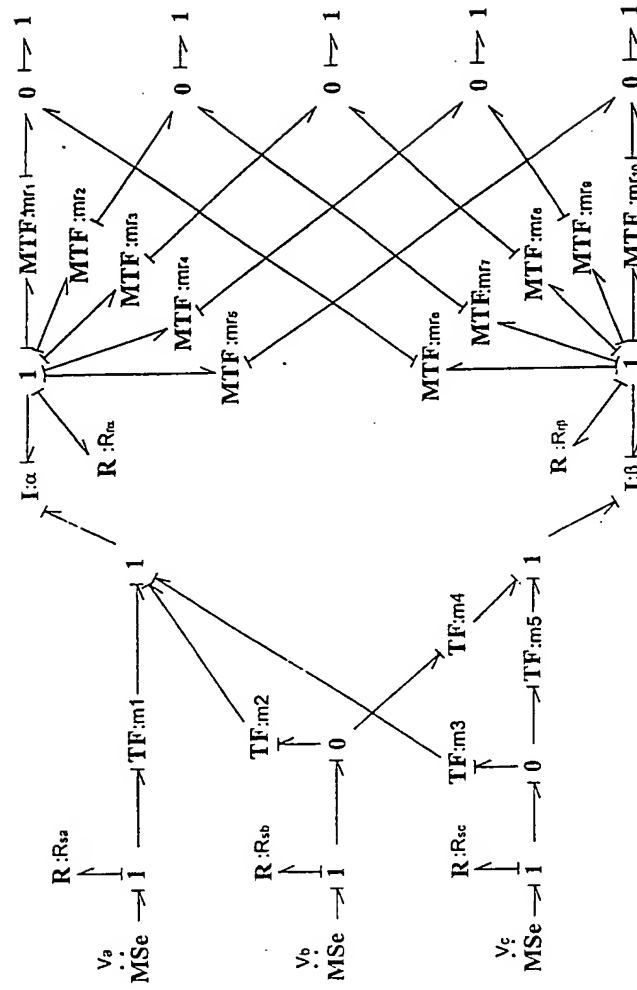 Va
MSe
R :Rsa
1
TF:m1
1
I:α
1
R :Rrα
MTF:mr1
MTF:mr2
MTF:mr3
MTF:mr4
MTF:mr5
0
1
0
1
Vb
MSe
R :Rsb
1
0
TF:m2
TF:m4
0
1
Vc
MSe
R :Rsc
1
0
TF:m3
TF:m5
1
I:β
R :Rrβ
1
MTF:mr6
MTF:mr7
MTF:mr8
MTF:mr9
MTF:mr10
0
1
0
1